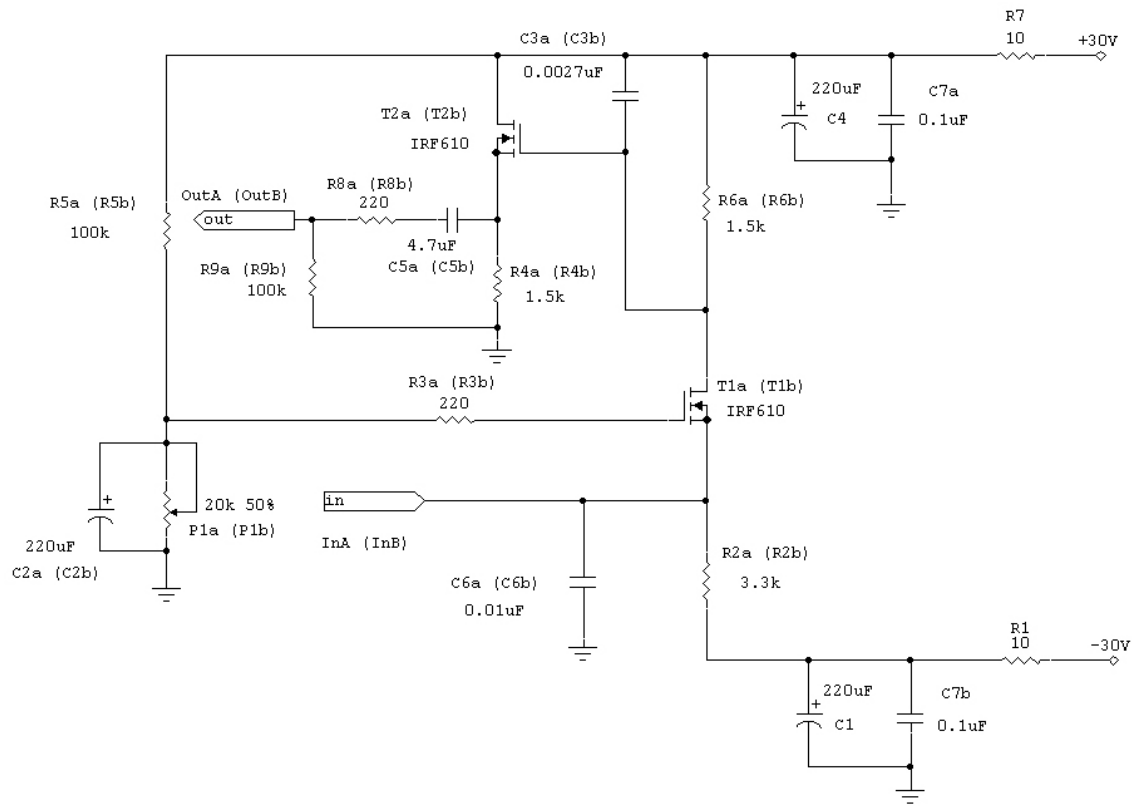 R7
10
+30V
C3a (C3b)
0.0027uF
220uF
+
C4
C7a
0.1uF
T2a (T2b)
IRF610
R8a (R8b)
220
OutA (OutB)
out
R5a (R5b)
100k
R6a (R6b)
1.5k
4.7uF
C5a (C5b)
R9a (R9b)
100k
R4a (R4b)
1.5k
R3a (R3b)
220
T1a (T1b)
IRF610
+
20k 50%
P1a (P1b)
220uF
C2a (C2b)
in
InA (InB)
R2a (R2b)
3.3k
C6a (C6b)
0.01uF
R1
10
-30V
220uF
+
C1
C7b
0.1uF